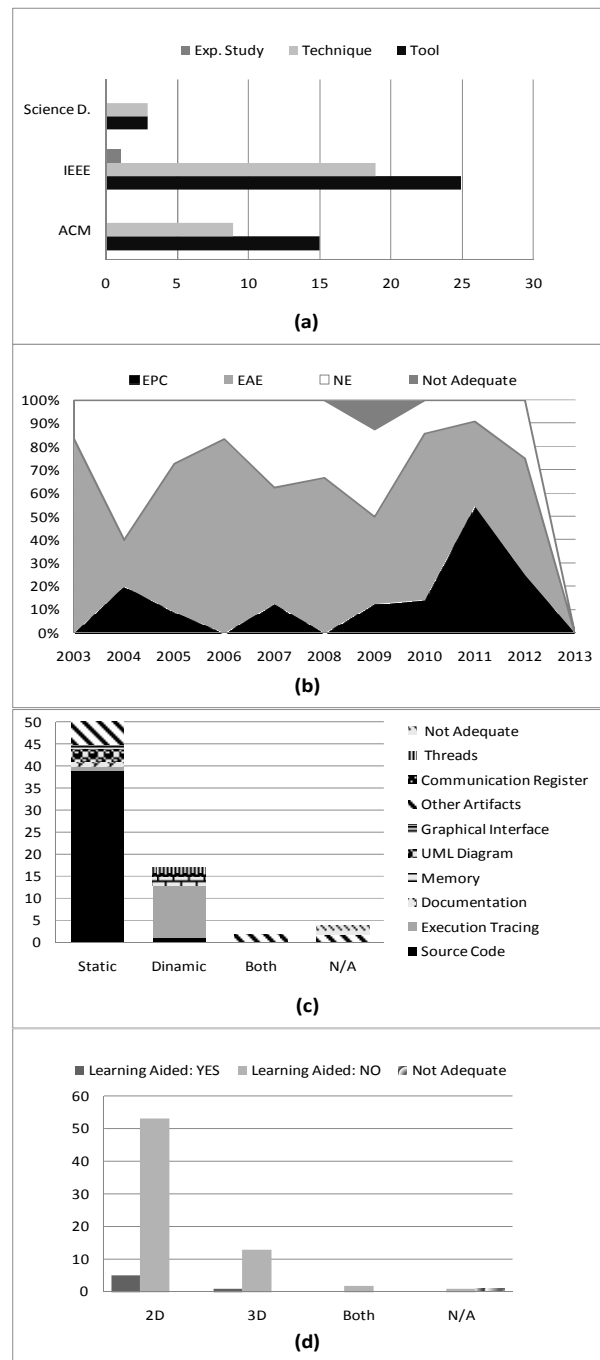 Exp. Study Technique Tool
Science D.
IEEE
ACM
0 5 10 15 20 25 30
(a)
EPC EAE NE Not Adequate
100%
90%
80%
70%
60%
50%
40%
30%
20%
10%
0%
2003 2004 2005 2006 2007 2008 2009 2010 2011 2012 2013
(b)
50
45
40
35
30
25
20
15
10
5
0
Static Dinamic Both N/A
Not Adequate
Threads
Communication Register
Other Artifacts
Graphical Interface
UML Diagram
Memory
Documentation
Execution Tracing
Source Code
(c)
Learning Aided: YES Learning Aided: NO Not Adequate
60
50
40
30
20
10
0
2D 3D Both N/A
(d)